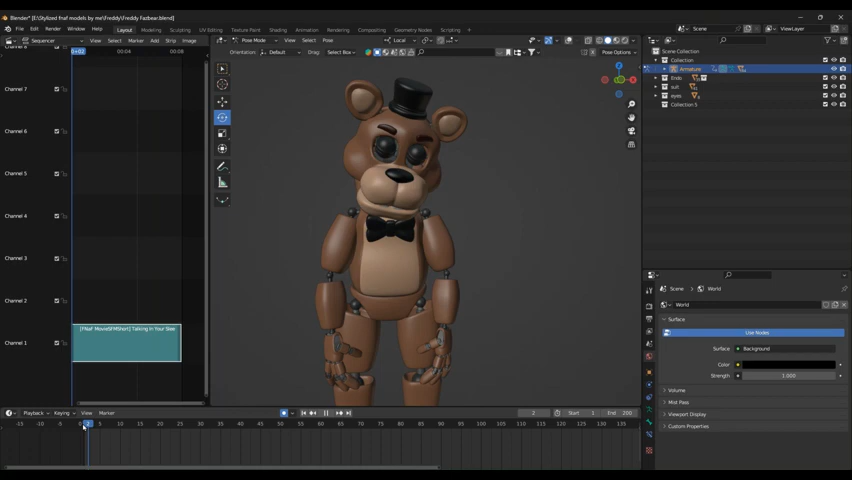 Blender* [E:\Stylized fnaf models by me\Freddy\Freddy Fazbear.blend]
File Edit Render Window Help Layout Modeling Sculpting UV Editing Texture Paint Shading Animation Rendering Compositing Geometry Nodes Scripting Scene ViewLayer
Sequencer View Select Marker Add Strip Image Pose Mode View Select Pose Local
Orientation: Default Drag: Select Box Pose Options
0+02 00:04 00:08
Scene Collection
Collection
Armature
Endo
suit
eyes
Collection 5
Channel 7
Channel 6
Channel 5
Channel 4
Channel 3
Channel 2
Channel 1
[FNaF Movie\SFM\Short] Talking In Your Slee
Scene World
World
Surface
Use Nodes
Surface Background
Color
Strength 1.000
Volume
Mist Pass
Viewport Display
Custom Properties
Playback Keying View Marker 2 Start 1 End 200
-15 -10 -5 0 2 5 10 15 20 25 30 35 40 45 50 55 60 65 70 75 80 85 90 95 100 105 110 115 120 125 130 135